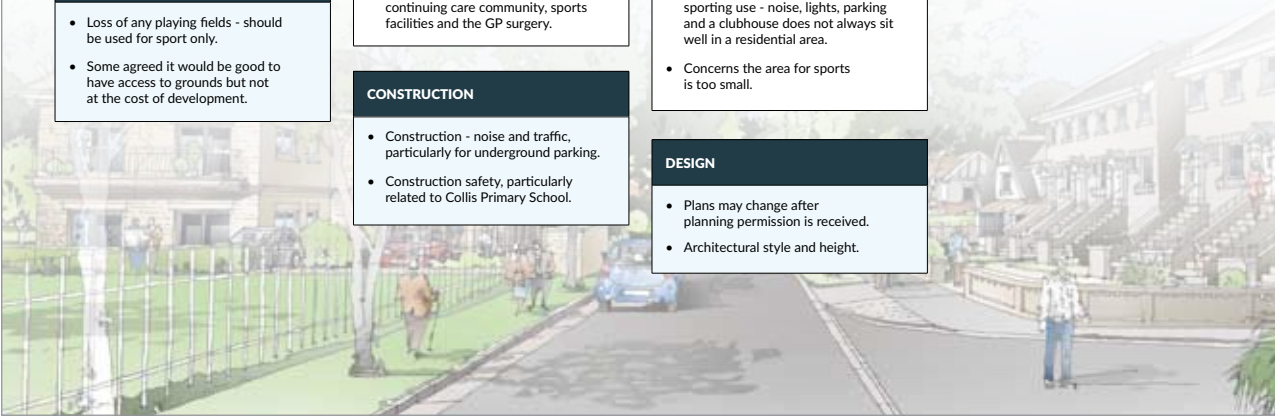 • Loss of any playing fields - should
be used for sport only.
• Some agreed it would be good to
have access to grounds but not
at the cost of development.
continuing care community, sports
facilities and the GP surgery.
CONSTRUCTION
• Construction - noise and traffic,
particularly for underground parking.
• Construction safety, particularly
related to Collis Primary School.
sporting use - noise, lights, parking
and a clubhouse does not always sit
well in a residential area.
• Concerns the area for sports
is too small.
DESIGN
• Plans may change after
planning permission is received.
• Architectural style and height.